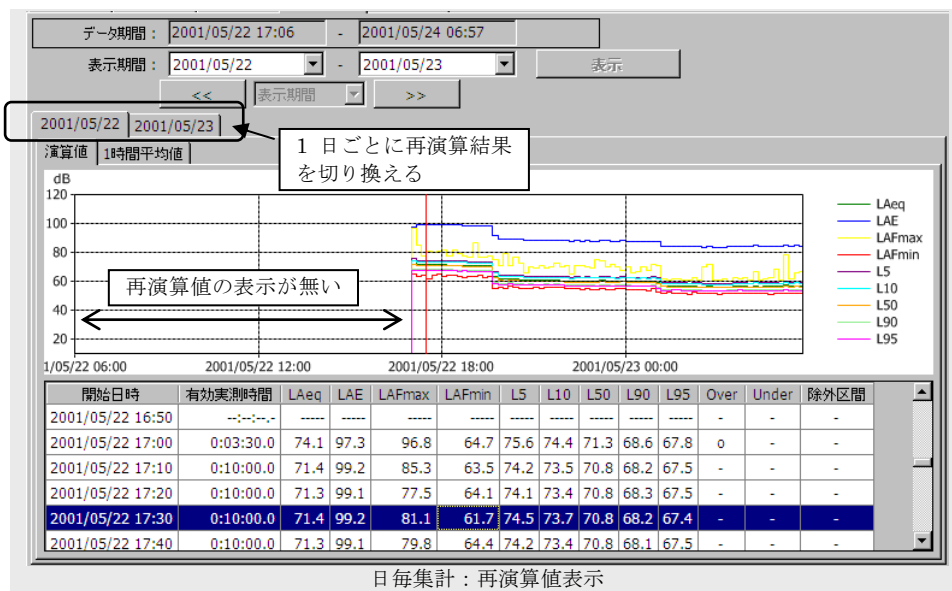 データ期間： 2001/05/22 17:06 - 2001/05/24 06:57
表示期間： 2001/05/22 - 2001/05/23 表示
<< 表示期間 >>
2001/05/22 2001/05/23
演算値 1時間平均値
1 日ごとに再演算結果
を切り換える
dB
120
100
80
60
40
20
再演算値の表示が無い
1/05/22 06:00 2001/05/22 12:00 2001/05/22 18:00 2001/05/23 00:00
LAeq
LAE
LAFmax
LAFmin
L5
L10
L50
L90
L95
開始日時 有効実測時間 LAeq LAE LAFmax LAFmin L5 L10 L50 L90 L95 Over Under 除外区間
2001/05/22 16:50 --:--:--.- ----- ----- ----- ----- ----- ----- ----- ----- ----- - - -
2001/05/22 17:00 0:03:30.0 74.1 97.3 96.8 64.7 75.6 74.4 71.3 68.6 67.8 o - -
2001/05/22 17:10 0:10:00.0 71.4 99.2 85.3 63.5 74.2 73.5 70.8 68.2 67.5 - - -
2001/05/22 17:20 0:10:00.0 71.3 99.1 77.5 64.1 74.1 73.4 70.8 68.3 67.5 - - -
2001/05/22 17:30 0:10:00.0 71.4 99.2 81.1 61.7 74.5 73.7 70.8 68.2 67.4 - - -
2001/05/22 17:40 0:10:00.0 71.3 99.1 79.8 64.4 74.2 73.4 70.8 68.1 67.5 - - -
日毎集計：再演算値表示